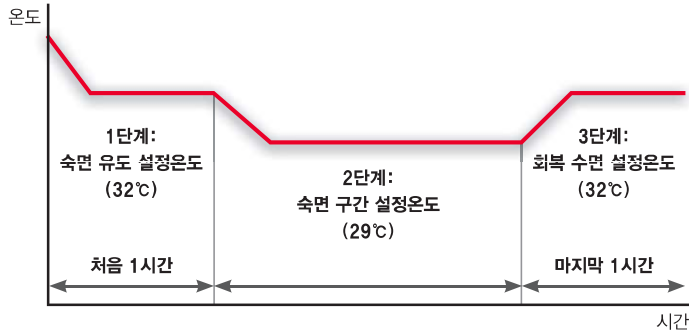 온도
1단계:
숙면 유도 설정온도
(32℃)
2단계:
숙면 구간 설정온도
(29℃)
3단계:
회복 수면 설정온도
(32℃)
처음 1시간
마지막 1시간
시간